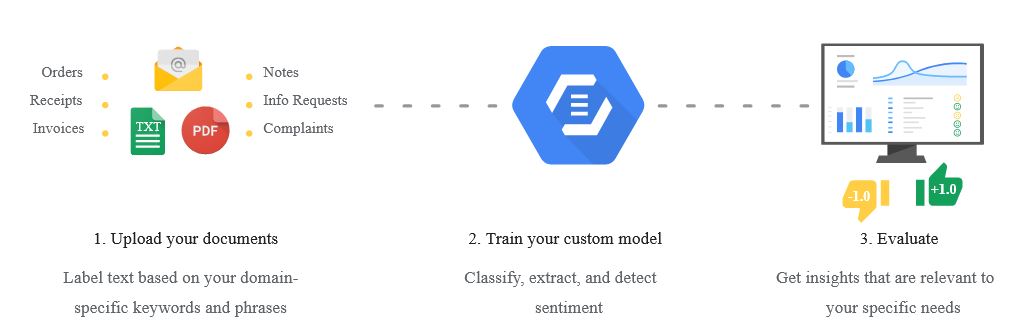 Orders
Receipts
Invoices
@
TXT
PDF
Notes
Info Requests
Complaints
-1.0
+1.0
1. Upload your documents
Label text based on your domain-
specific keywords and phrases
2. Train your custom model
Classify, extract, and detect
sentiment
3. Evaluate
Get insights that are relevant to
your specific needs